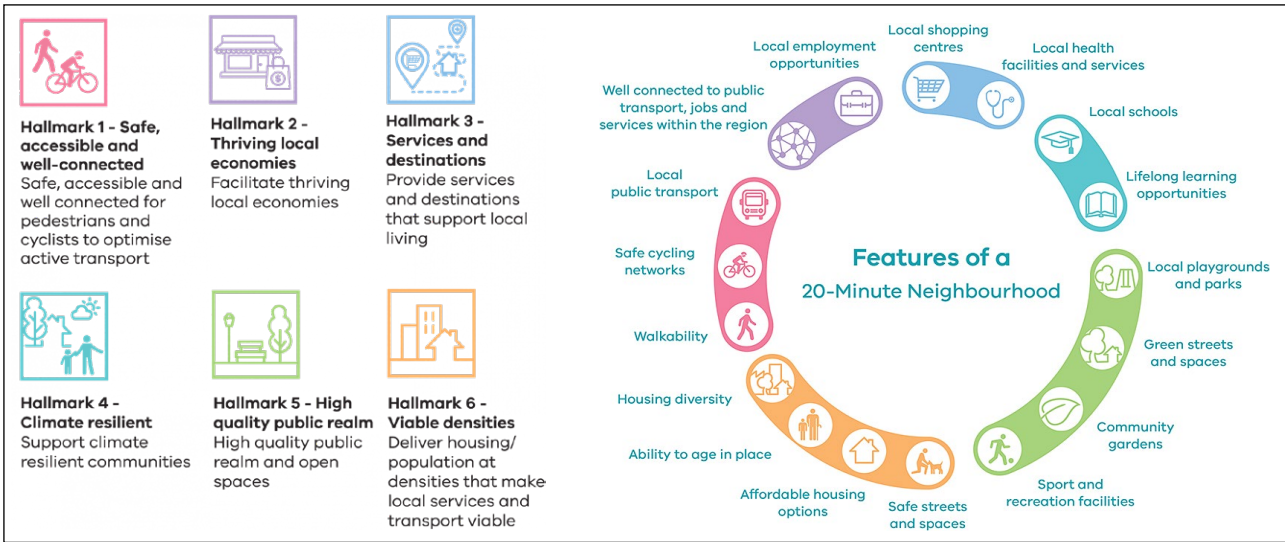 Hallmark 1 - Safe,
accessible and
well-connected
Safe, accessible and
well connected for
pedestrians and
cyclists to optimise
active transport
Hallmark 2 -
Thriving local
economies
Facilitate thriving
local economies
Hallmark 3 -
Services and
destinations
Provide services
and destinations
that support local
living
Hallmark 4 -
Climate resilient
Support climate
resilient communities
Hallmark 5 - High
quality public realm
High quality public
realm and open
spaces
Hallmark 6 -
Viable densities
Deliver housing/
population at
densities that make
local services and
transport viable
Features of a
20-Minute Neighbourhood
Local shopping
centres
Local health
facilities and services
Local schools
Lifelong learning
opportunities
Local playgrounds
and parks
Green streets
and spaces
Community
gardens
Sport and
recreation facilities
Safe streets
and spaces
Affordable housing
options
Ability to age in place
Housing diversity
Walkability
Safe cycling
networks
Local
public transport
Well connected to public
transport, jobs and
services within the region
Local employment
opportunities
$